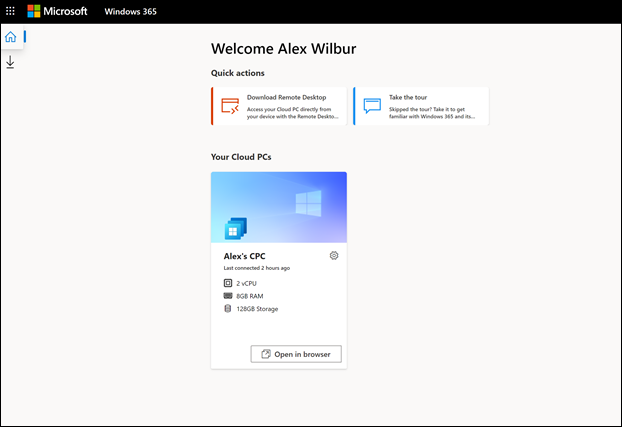 Microsoft Windows 365
Welcome Alex Wilbur
Quick actions
Download Remote Desktop
Access your Cloud PC directly from
your device with the Remote Deskto...
Take the tour
Skipped the tour? Take it to get
familiar with Windows 365 and its...
Your Cloud PCs
Alex's CPC
Last connected 2 hours ago
2 vCPU
8GB RAM
128GB Storage
Open in browser